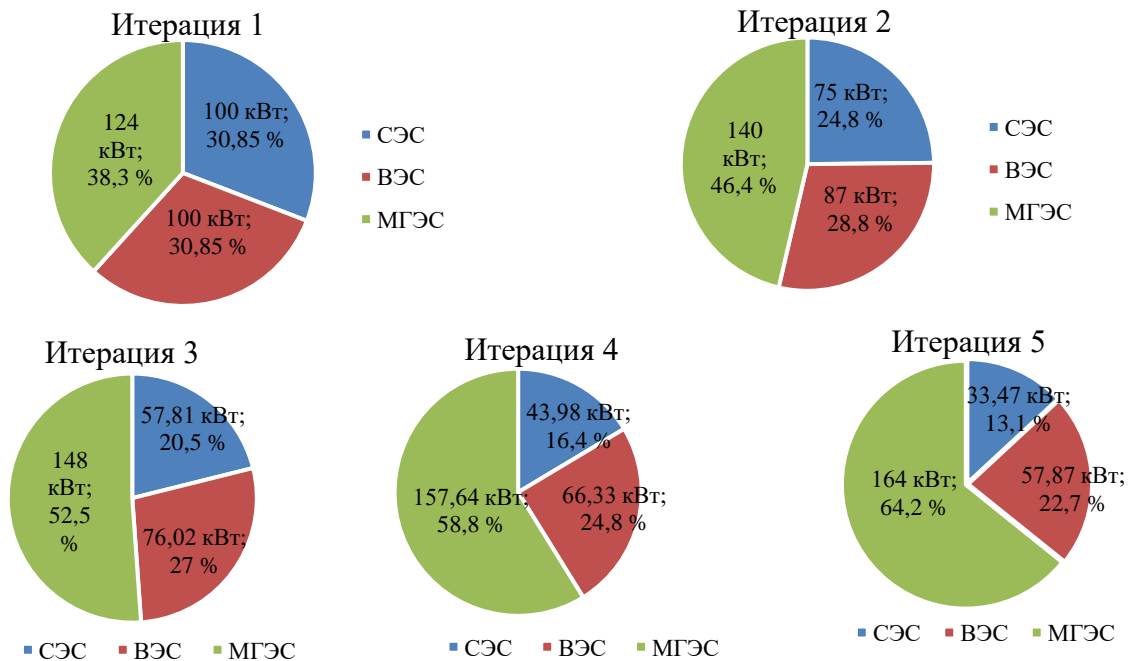 Итерация 1
100 кВт;
30,85 %
100 кВт;
30,85 %
124
кВт;
38,3 %
СЭС
ВЭС
МГЭС
Итерация 2
75 кВт;
24,8 %
87 кВт;
28,8 %
140
кВт;
46,4 %
СЭС
ВЭС
МГЭС
Итерация 3
57,81 кВт;
20,5 %
76,02 кВт;
27 %
148
кВт;
52,5
%
СЭС ВЭС МГЭС
Итерация 4
43,98 кВт;
16,4 %
66,33 кВт;
24,8 %
157,64 кВт;
58,8 %
СЭС ВЭС МГЭС
Итерация 5
33,47 кВт;
13,1 %
57,87 кВт;
22,7 %
164 кВт;
64,2 %
СЭС ВЭС МГЭС